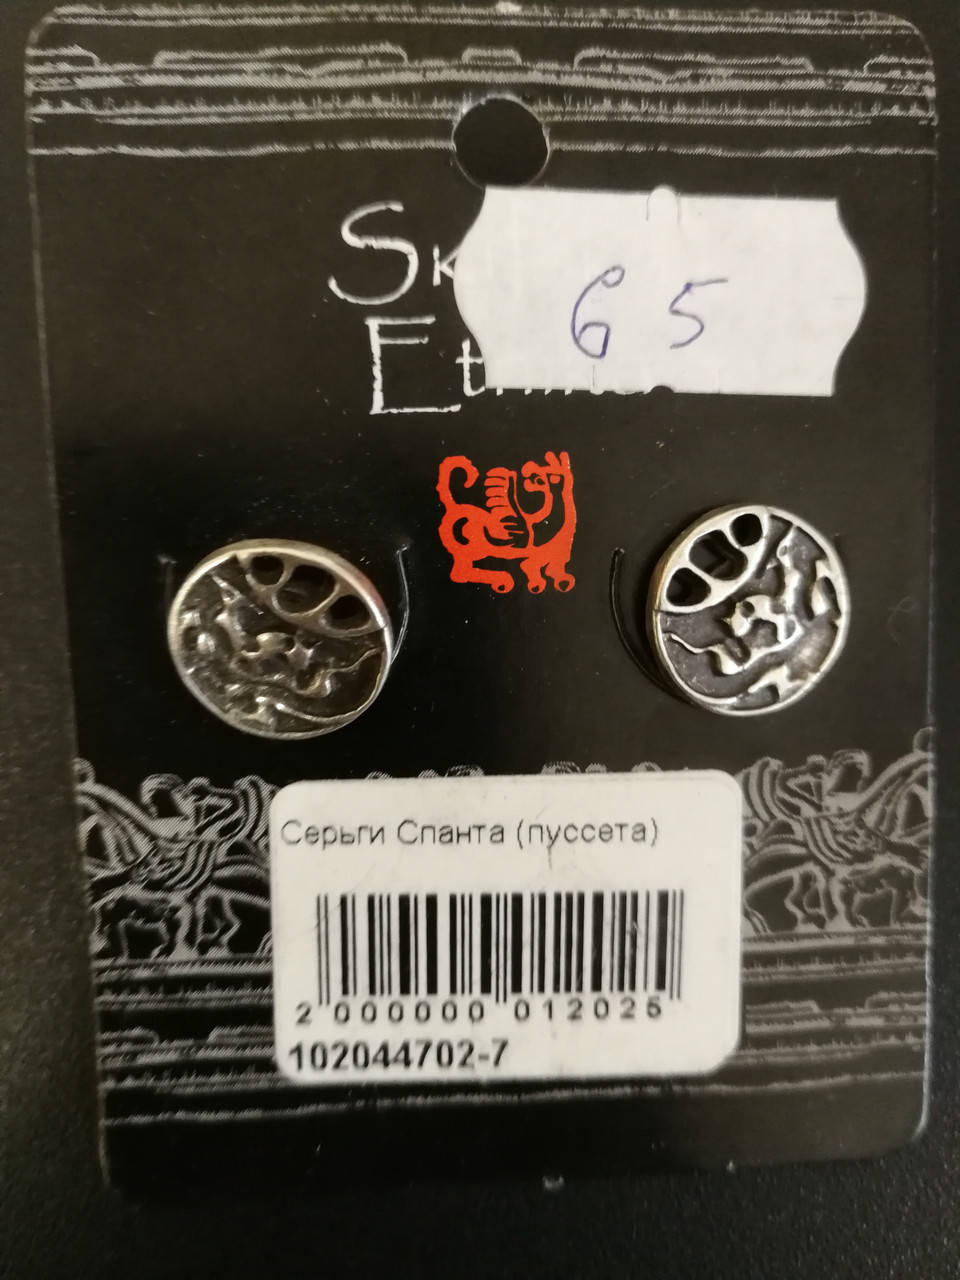 65
Серьги Спанта (пуссета)
2 000000 012025
102044702-7